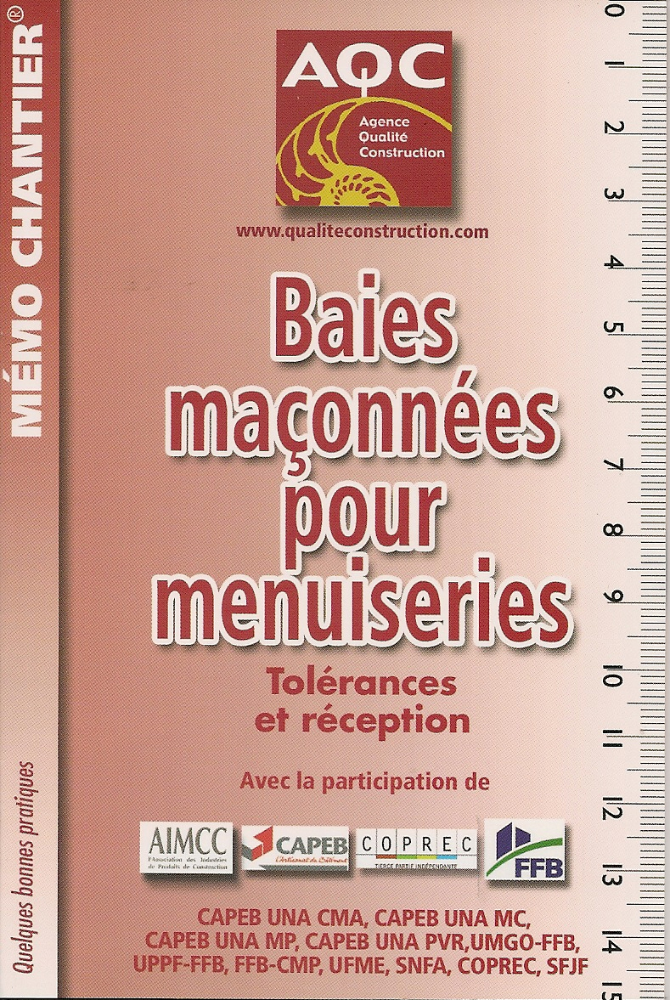 MÉMO CHANTIER®
Quelques bonnes pratiques
AQC
Agence
Qualité
Construction
www.qualiteconstruction.com
Baies
maçonnées
pour
menuiseries
Tolérances
et réception
Avec la participation de
AIMCC
l'Association des Industries
de Produits de Construction
CAPEB
L'Artisanat du Bâtiment
COPREC
TIERCE PARTIE INDÉPENDANTE
FFB
CAPEB UNA CMA, CAPEB UNA MC,
CAPEB UNA MP, CAPEB UNA PVR,UMGO-FFB,
UPPF-FFB, FFB-CMP, UFME, SNFA, COPREC, SFJF
0
1
2
3
4
5
6
7
8
9
10
11
12
13
14
15